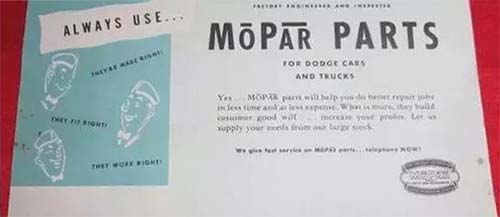 ALWAYS USE...
THEY'RE MADE RIGHT!
THEY FIT RIGHT!
THEY WORK RIGHT!
FACTORY ENGINEERED AND INSPECTED
MōPAR PARTS
FOR DODGE CARS
AND TRUCKS
Yes... MōPAR parts will help you do better repair jobs
in less time and at less expense. What is more, they build
customer good will ... increase your profits. Let us
supply your needs from our large stock.
We give fast service on MōPAR parts...telephone NOW!